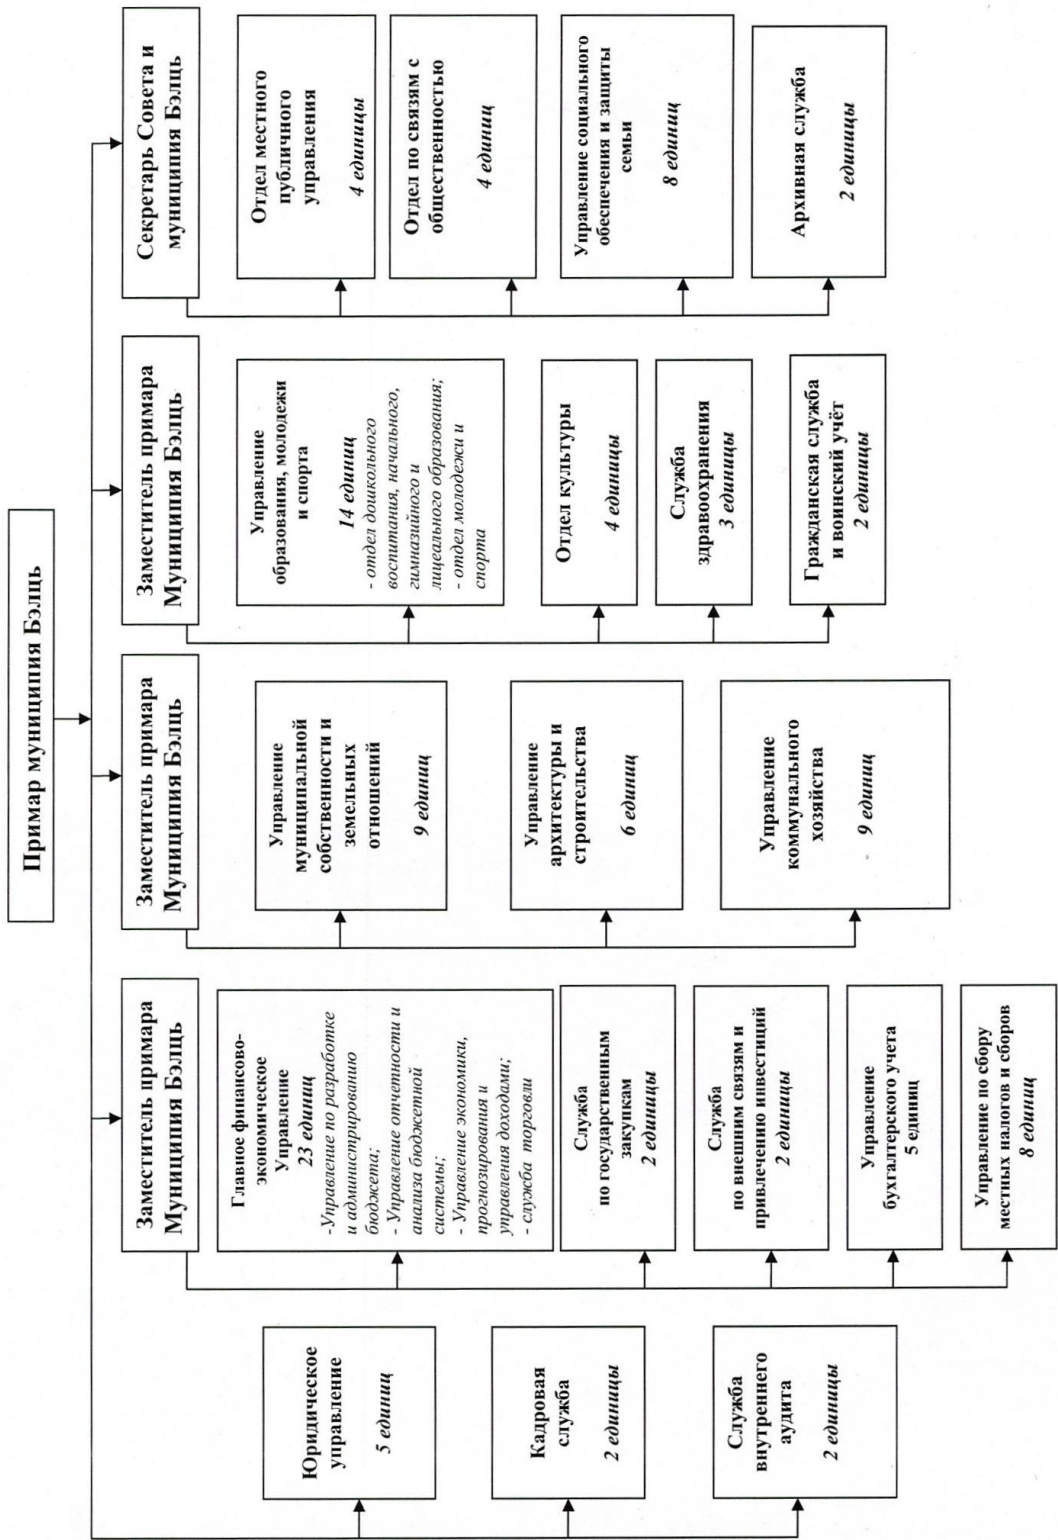 Примар муниципия Бэлць
Юридическое
управление
5 единиц
Кадровая
служба
2 единицы
Служба
внутреннего
аудита
2 единицы
Заместитель примара
Муниципия Бэлць
Главное финансово-
экономическое
Управление
23 единиц
-Управление по разработке
и администрированию
бюджета;
- Управление отчетности и
анализа бюджетной
системы;
- Управление экономики,
прогнозирования и
управления доходами;
- служба торговли
Служба
по государственным
закупкам
2 единицы
Служба
по внешним связям и
привлечению инвестиций
2 единицы
Управление
бухгалтерского учета
5 единиц
Управление по сбору
местных налогов и сборов
8 единиц
Заместитель примара
Муниципия Бэлць
Управление
муниципальной
собственности и
земельных
отношений
9 единиц
Управление
архитектуры и
строительства
6 единиц
Управление
коммунального
хозяйства
9 единиц
Заместитель примара
Муниципия Бэлць
Управление
образования, молодежи
и спорта
14 единиц
- отдел дошкольного
воспитания, начального,
гимназийного и
лицеального образования;
- отдел молодежи и
спорта
Отдел культуры
4 единицы
Служба
здравоохранения
3 единицы
Гражданская служба
и воинский учёт
2 единицы
Секретарь Совета и
муниципия Бэлць
Отдел местного
публичного
управления
4 единицы
Отдел по связям с
общественностью
4 единиц
Управление социального
обеспечения и защиты
семьи
8 единиц
Архивная служба
2 единицы